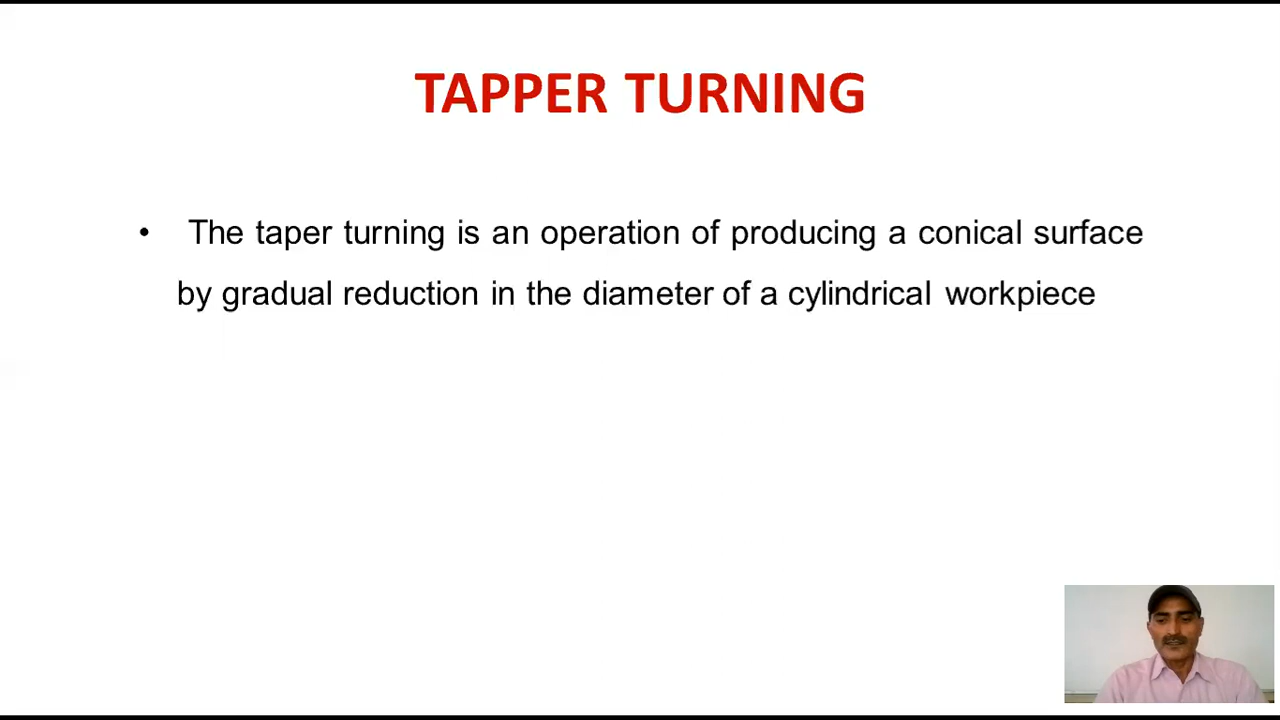 TAPPER TURNING
• The taper turning is an operation of producing a conical surface
by gradual reduction in the diameter of a cylindrical workpiece